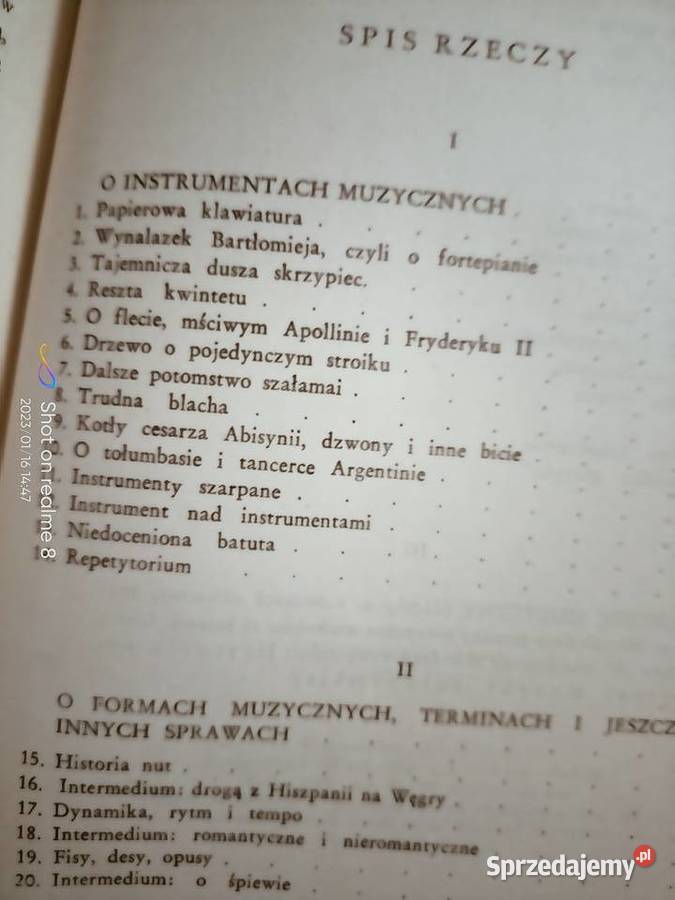 SPIS RZECZY
I
O INSTRUMENTACH MUZYCZNYCH .
1. Papierowa klawiatura .
2. Wynalazek Bartłomieja, czyli o fortepianie
3. Tajemnicza dusza skrzypiec.
4. Reszta kwintetu .
5. O flecie, mściwym Apollinie i Fryderyku II
6. Drzewo o pojedynczym stroiku .
7. Dalsze potomstwo szałamai .
8. Trudna blacha .
9. Kotły cesarza Abisynii, dzwony i inne bicie .
0. O tołumbasie i tancerce Argentinie .
Instrumenty szarpane .
Instrument nad instrumentami .
Niedoceniona batuta .
14. Repetytorium .
II
O FORMACH MUZYCZNYCH, TERMINACH I JESZCZ
INNYCH SPRAWACH .
15. Historia nut .
16. Intermedium: drogą z Hiszpanii na Węgry .
17. Dynamika, rytm i tempo .
18. Intermedium: romantyczne i nieromantyczne
19. Fisy, desy, opusy .
20. Intermedium: o śpiewie .
Shot on realme 8
2023/01/16 14:47
Sprzedajemy.pl